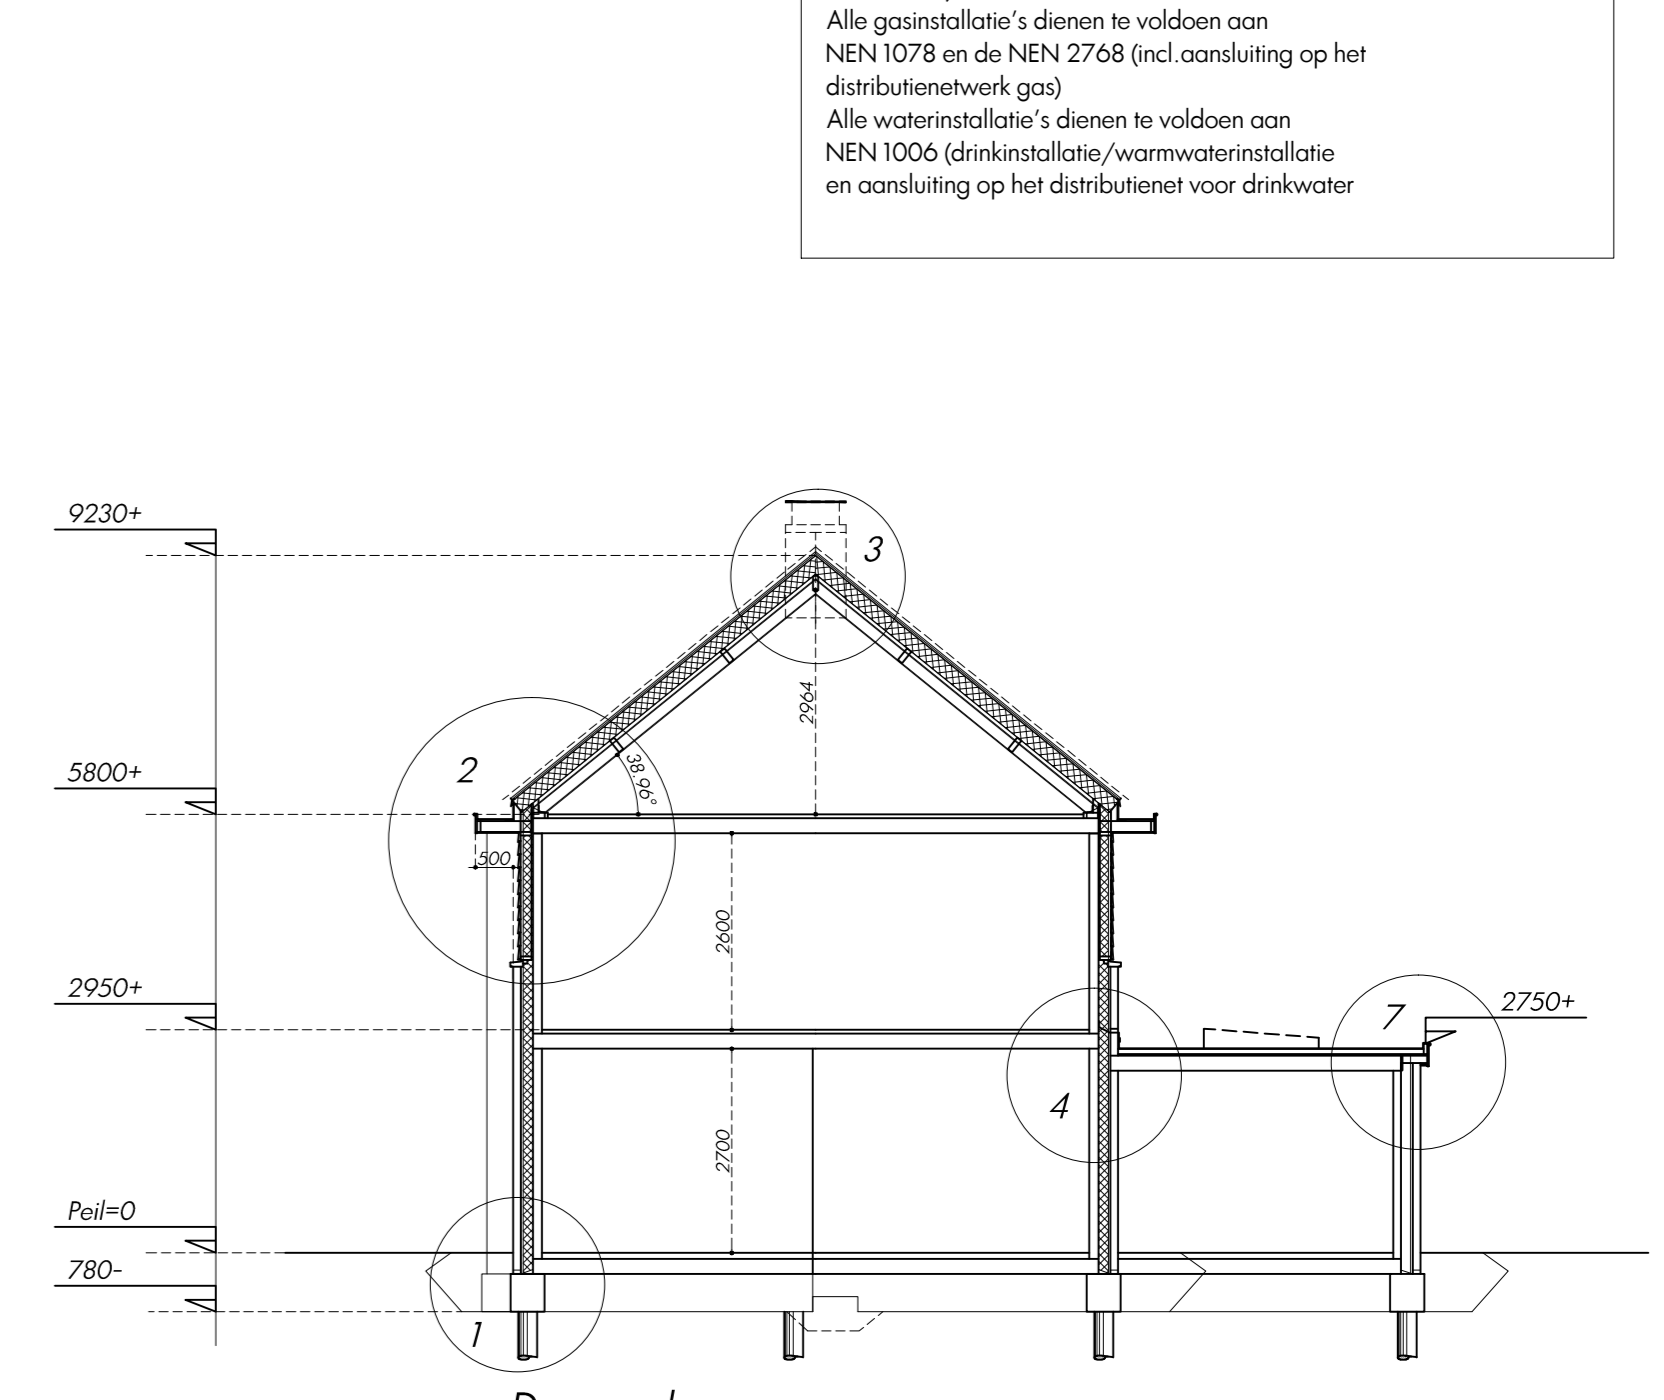 Alle gasinstallatie's dienen te voldoen aan
NEN 1078 en de NEN 2768 (incl.aansluiting op het
distributienetwerk gas)
Alle waterinstallatie's dienen te voldoen aan
NEN 1006 (drinkinstallatie/warmwaterinstallatie
en aansluiting op het distributienet voor drinkwater
9230+
3
2964
2
38.96°
5800+
500
2600
2950+
7
2750+
4
2700
Peil=0
780-
1